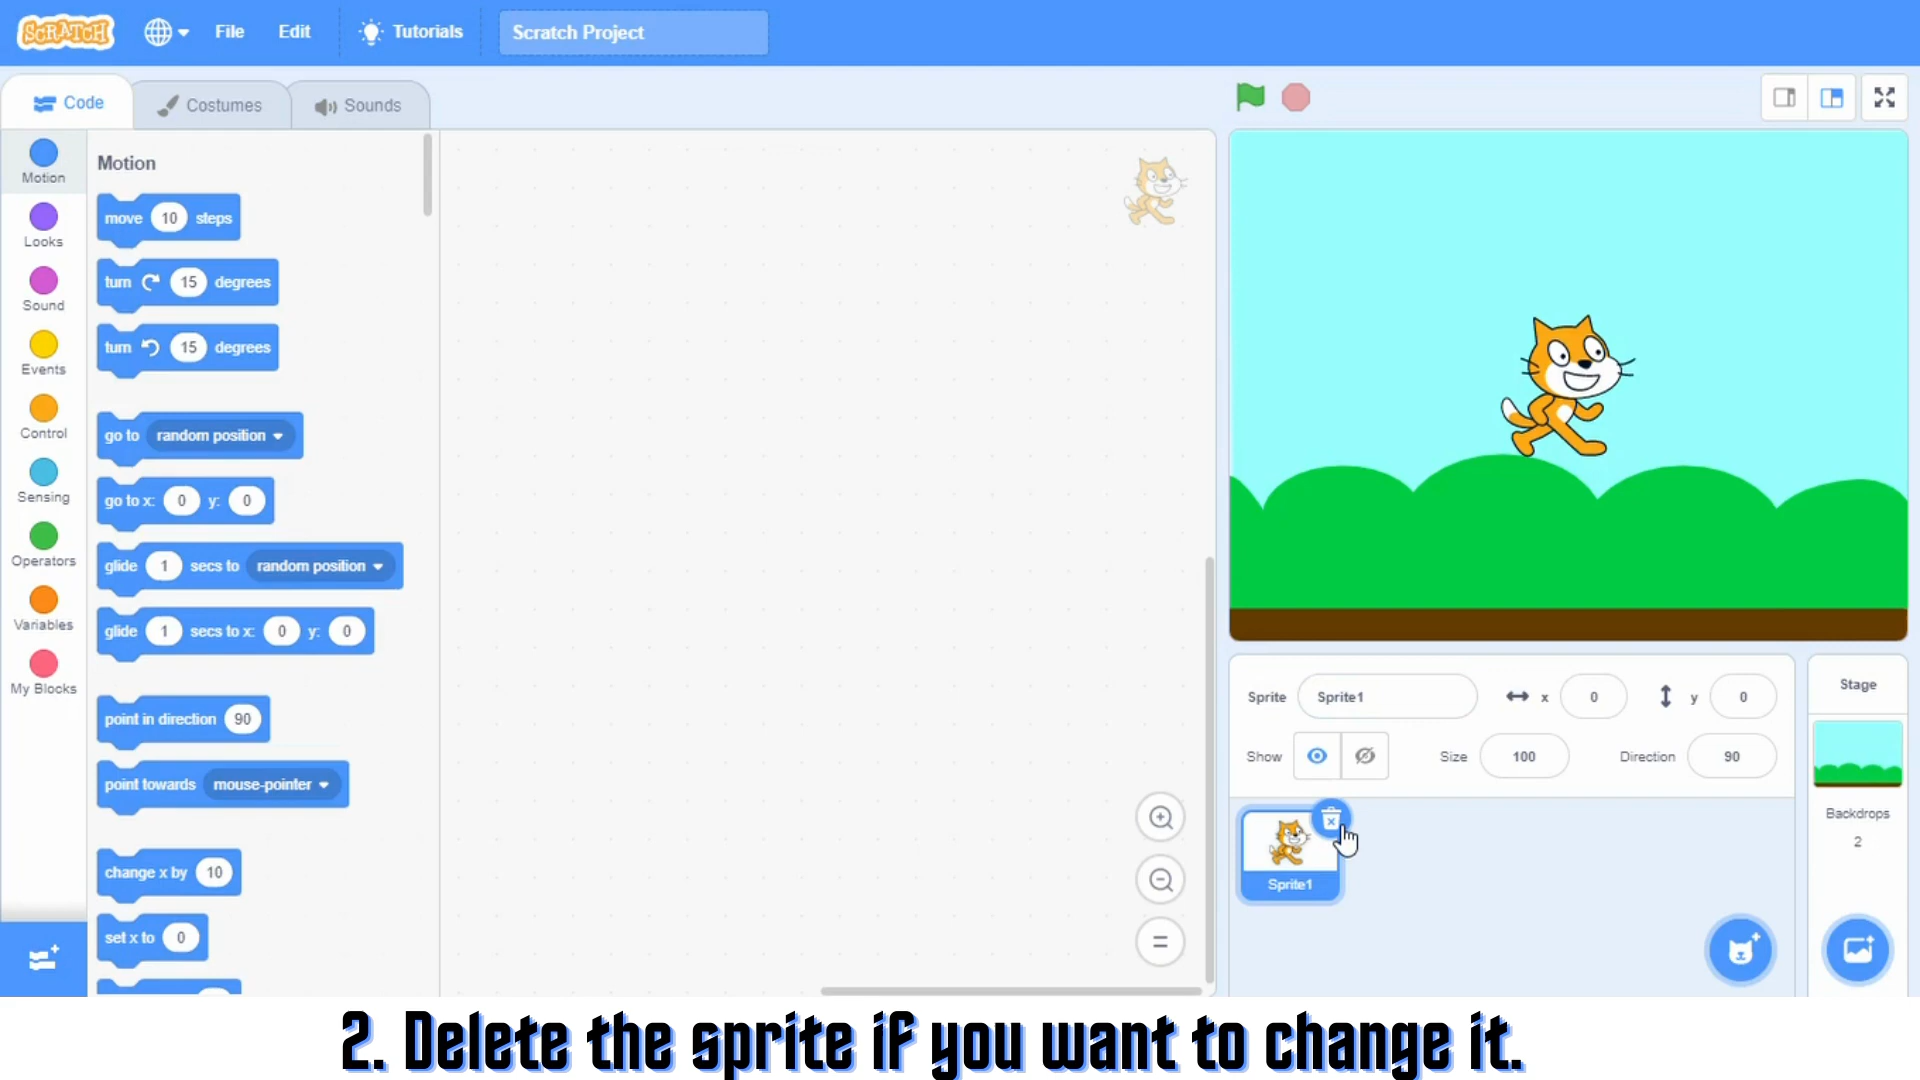 SCRATCH
File
Edit
Tutorials
Scratch Project
Code
Costumes
Sounds
Motion
Looks
Sound
Events
Control
Sensing
Operators
Variables
My Blocks
Motion
move 10 steps
turn 15 degrees
turn 15 degrees
go to random position
go to x: 0 y: 0
glide 1 secs to random position
glide 1 secs to x: 0 y: 0
point in direction 90
point towards mouse-pointer
change x by 10
set x to 0
Sprite Sprite1 x 0 y 0
Show Size 100 Direction 90
Sprite1
Stage
Backdrops
2
2. Delete the sprite if you want to change it.